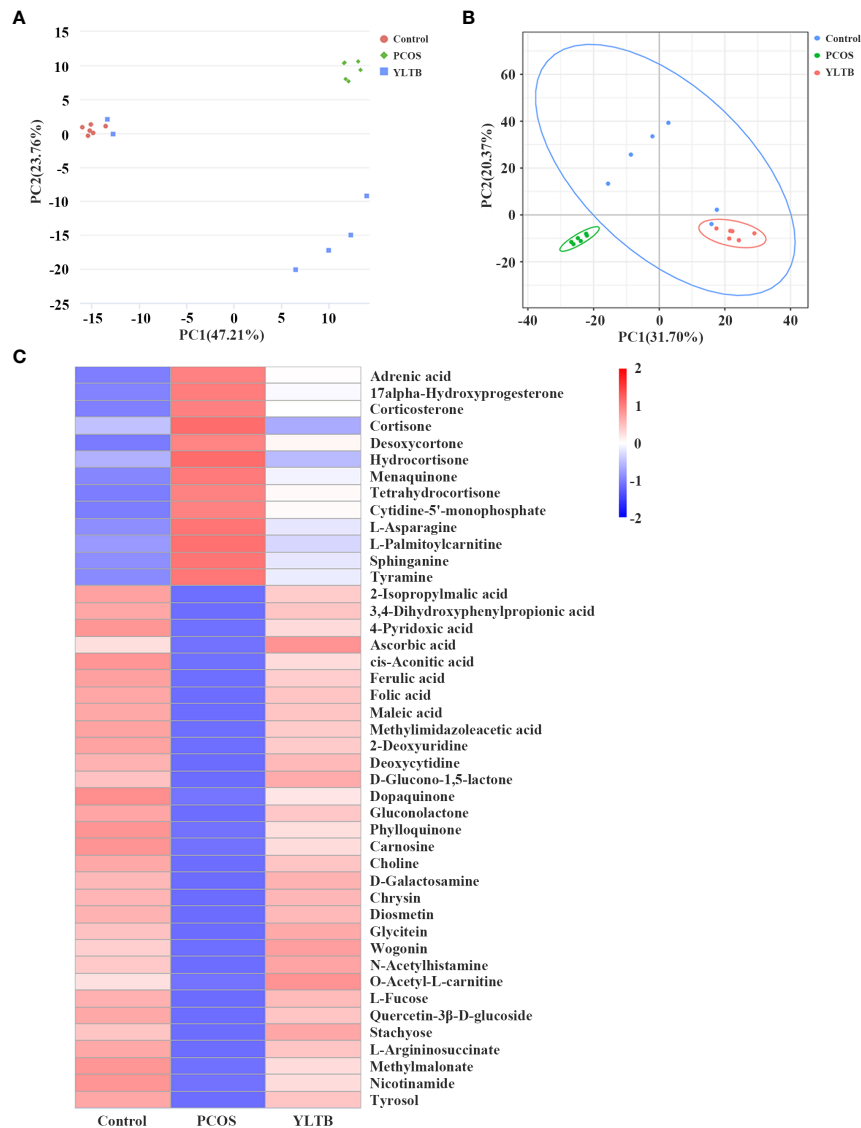 A
15
10
5
0
-5
-10
-15
-20
-25
PC2(23.76%)
-15
-10
-5
0
5
10
PC1(47.21%)
Control
PCOS
YLTB
B
60
40
20
0
-20
PC2(20.37%)
-40
-20
0
20
40
PC1(31.70%)
Control
PCOS
YLTB
C
Adrenic acid
17alpha-Hydroxyprogesterone
Corticosterone
Cortisone
Desoxycortone
Hydrocortisone
Menaquinone
Tetrahydrocortisone
Cytidine-5'-monophosphate
L-Asparagine
L-Palmitoylcarnitine
Sphinganine
Tyramine
2-Isopropylmalic acid
3,4-Dihydroxyphenylpropionic acid
4-Pyridoxic acid
Ascorbic acid
cis-Aconitic acid
Ferulic acid
Folic acid
Maleic acid
Methylimidazoleacetic acid
2-Deoxyuridine
Deoxycytidine
D-Glucono-1,5-lactone
Dopaquinone
Gluconolactone
Phylloquinone
Carnosine
Choline
D-Galactosamine
Chrysin
Diosmetin
Glycitein
Wogonin
N-Acetylhistamine
O-Acetyl-L-carnitine
L-Fucose
Quercetin-3β-D-glucoside
Stachyose
L-Argininosuccinate
Methylmalonate
Nicotinamide
Tyrosol
Control
PCOS
YLTB
2
1
0
-1
-2